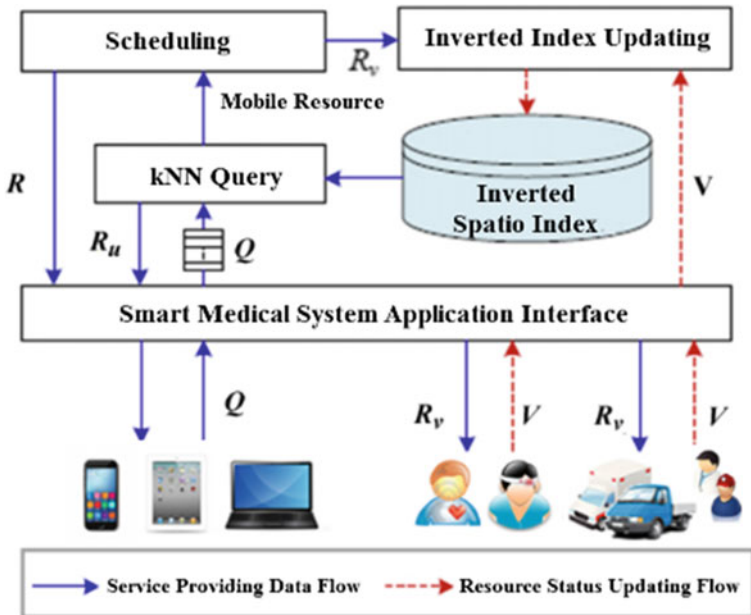 Scheduling
R_v
Inverted Index Updating
Mobile Resource
R
kNN Query
Inverted
Spatio Index
V
R_u
Q
Smart Medical System Application Interface
Q
R_v
V
R_v
V
Service Providing Data Flow
Resource Status Updating Flow